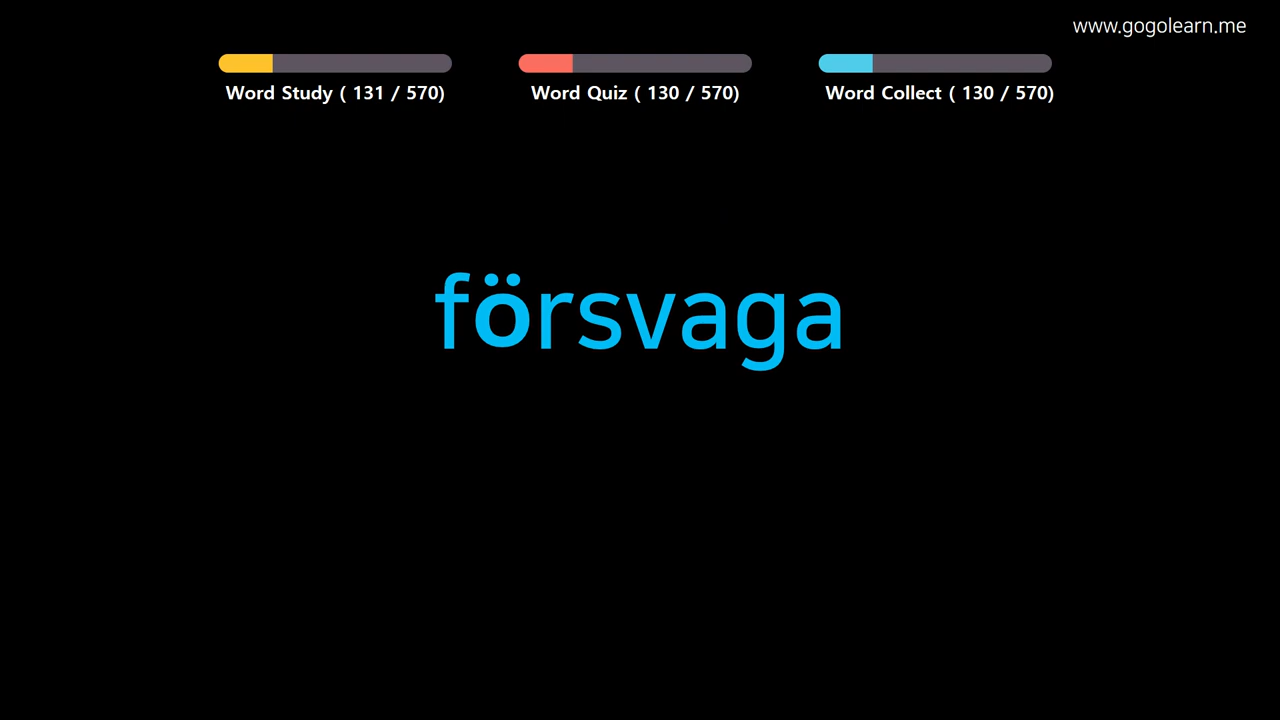 www.gogolearn.me
Word Study ( 131 / 570)
Word Quiz ( 130 / 570)
Word Collect ( 130 / 570)
försvaga